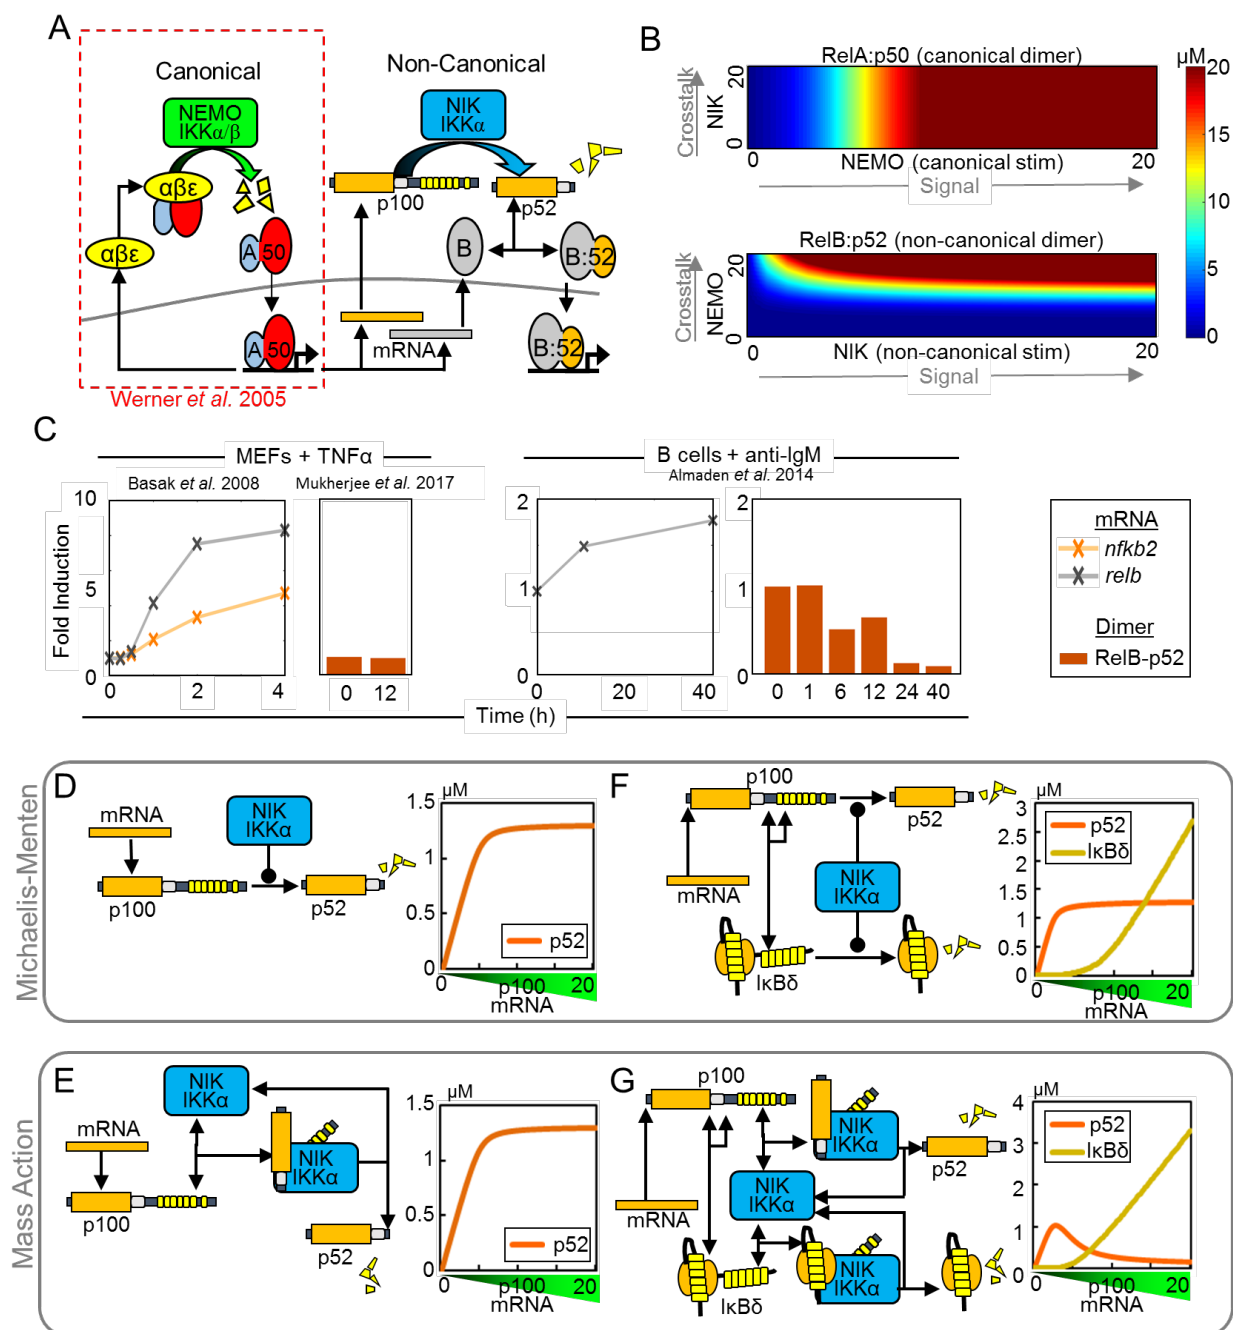 A
Canonical
Non-Canonical
NEMO
IKKα/β
NIK
IKKα
αβε
p100
p52
A 50
B
B:52
αβε
A 50
mRNA
B:52
Werner et al. 2005
B
RelA:p50 (canonical dimer)
µM
Crosstalk
NIK
20
0
0
20
NEMO (canonical stim)
Signal
RelB:p52 (non-canonical dimer)
Crosstalk
NEMO
20
0
0
20
NIK (non-canonical stim)
Signal
20
15
10
5
0
C
MEFs + TNFα
B cells + anti-IgM
Basak et al. 2008
Mukherjee et al. 2017
Almaden et al. 2014
Fold Induction
10
5
0
0 2 4
0 12
2
1
0
0 20 40
2
1
0
0 1 6 12 24 40
Time (h)
mRNA
nfkb2
relb
Dimer
RelB-p52
Michaelis-Menten
D
mRNA
NIK
IKKα
p100
p52
µM
1.5
1
0.5
0
p52
0 p100 20
mRNA
F
p100
p52
mRNA
NIK
IKKα
IκBδ
µM
3
2.5
2
1.5
1
0.5
0
p52
IκBδ
0 p100 20
mRNA
Mass Action
E
NIK
IKKα
mRNA
NIK
IKKα
p100
p52
µM
1.5
1
0.5
0
p52
0 p100 20
mRNA
G
p100
NIK
IKKα
p52
NIK
IKKα
mRNA
NIK
IKKα
IκBδ
µM
4
3
2
1
0
p52
IκBδ
0 p100 20
mRNA